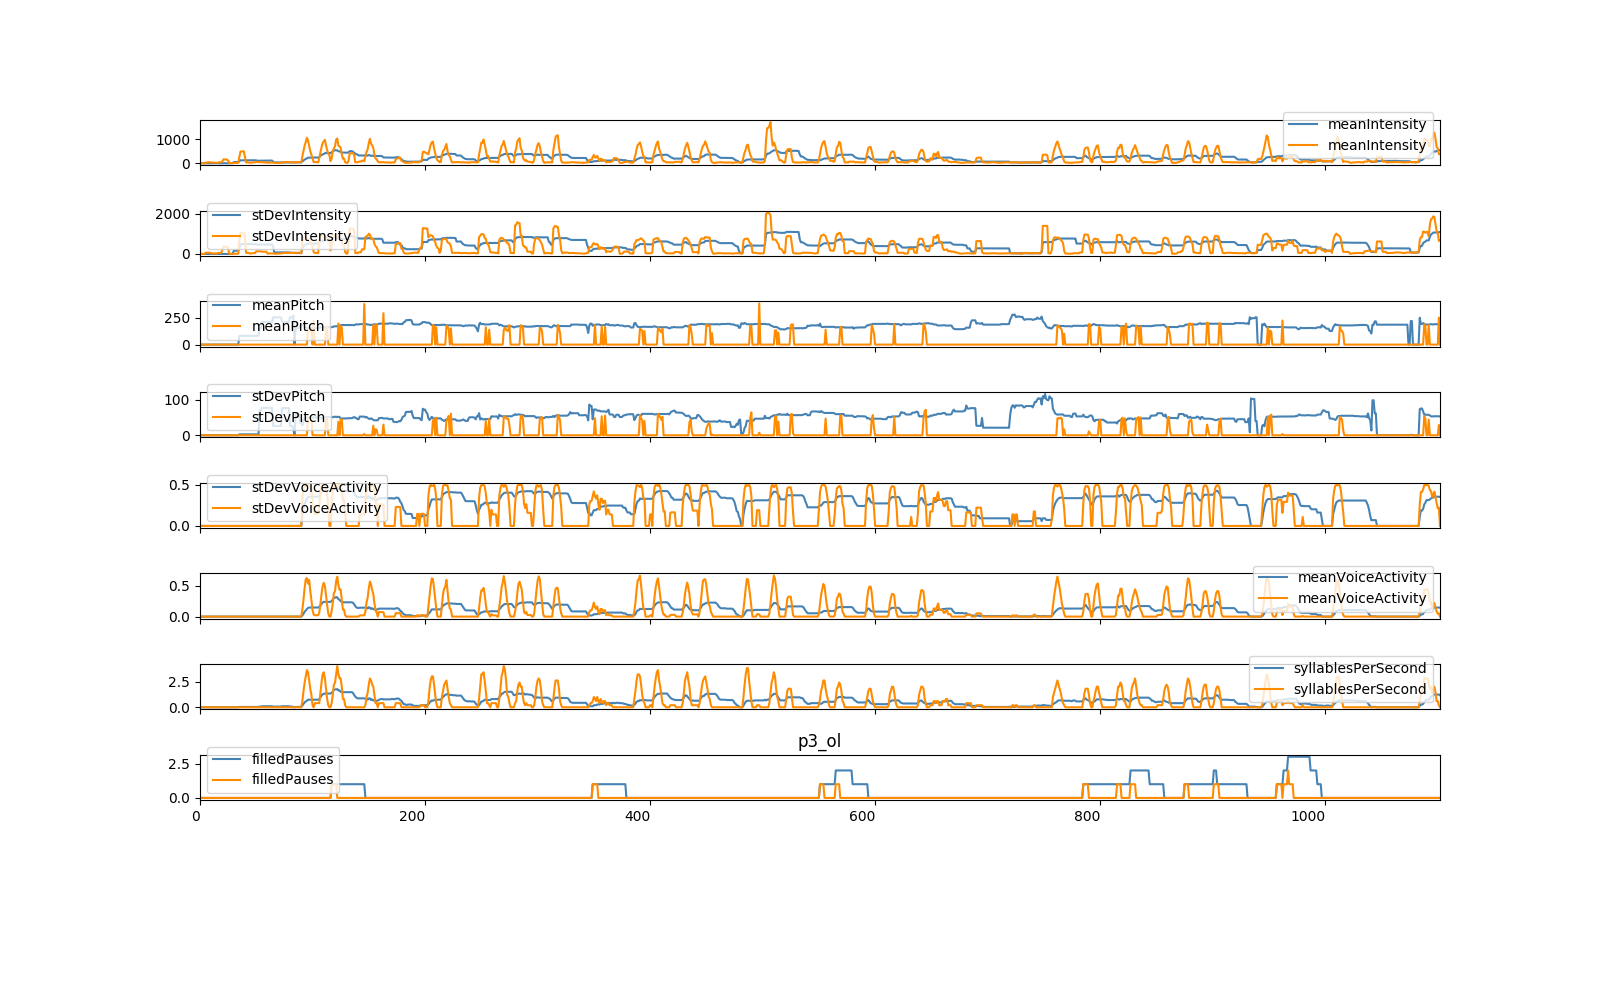 1000
0
meanIntensity
meanIntensity
2000
0
stDevIntensity
stDevIntensity
250
0
meanPitch
meanPitch
100
0
stDevPitch
stDevPitch
0.5
0.0
stDevVoiceActivity
stDevVoiceActivity
0.5
0.0
meanVoiceActivity
meanVoiceActivity
2.5
0.0
syllablesPerSecond
syllablesPerSecond
p3_ol
2.5
0.0
filledPauses
filledPauses
0 200 400 600 800 1000